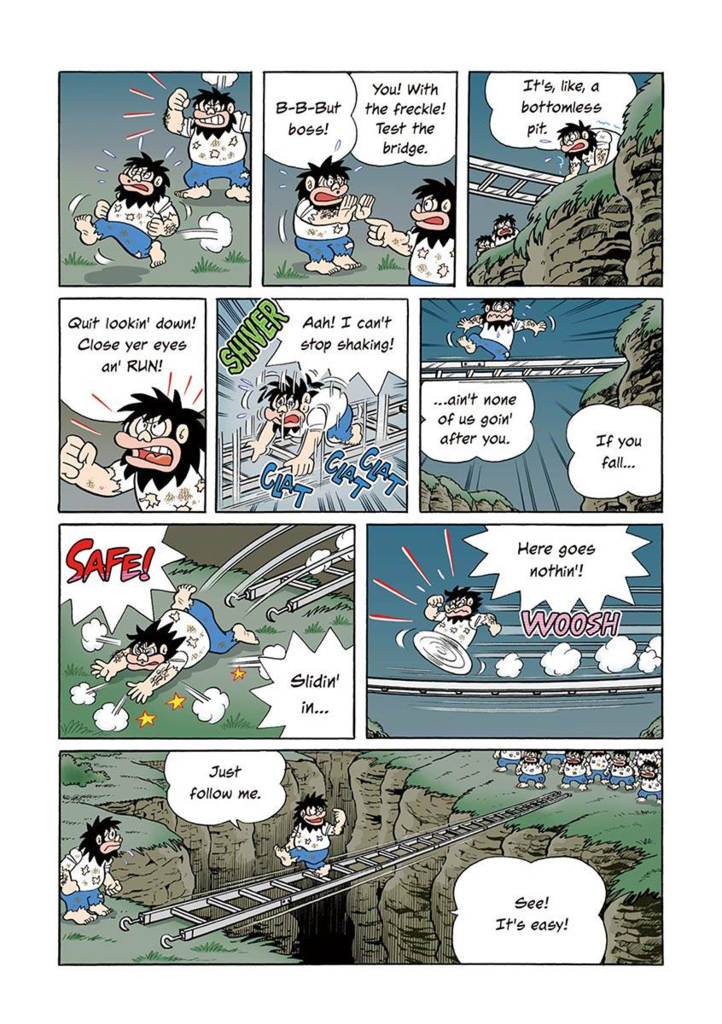 It's, like, a
bottomless
pit.
You! With
the freckle!
Test the
bridge.
B-B-But
boss!
If you
fall...
...ain't none
of us goin'
after you.
Aah! I can't
stop shaking!
SHIVER
CLAT
CLAT
CLAT
Quit lookin' down!
Close yer eyes
an' RUN!
Here goes
nothin'!
WOOSH
Slidin'
in...
SAFE!
See!
It's easy!
Just
follow me.